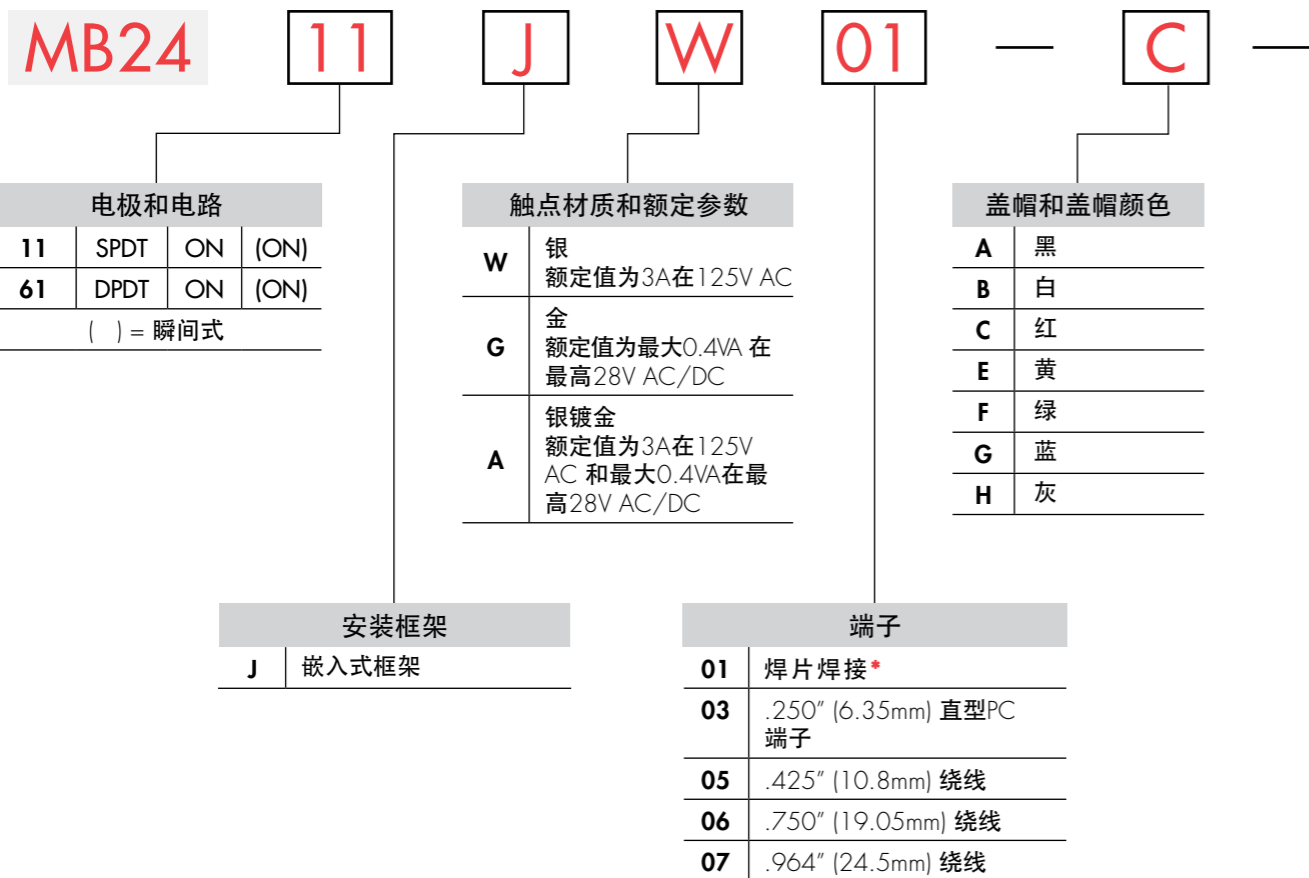 MB24 11 J W 01 — C —
电极和电路
11 SPDT ON (ON)
61 DPDT ON (ON)
( ) = 瞬间式
触点材质和额定参数
W 银
额定值为3A在125V AC
G 金
额定值为最大0.4VA 在
最高28V AC/DC
A 银镀金
额定值为3A在125V
AC 和最大0.4VA在最
高28V AC/DC
盖帽和盖帽颜色
A 黑
B 白
C 红
E 黄
F 绿
G 蓝
H 灰
安装框架
J 嵌入式框架
端子
01 焊片焊接*
03 .250" (6.35mm) 直型PC
端子
05 .425" (10.8mm) 绕线
06 .750" (19.05mm) 绕线
07 .964" (24.5mm) 绕线